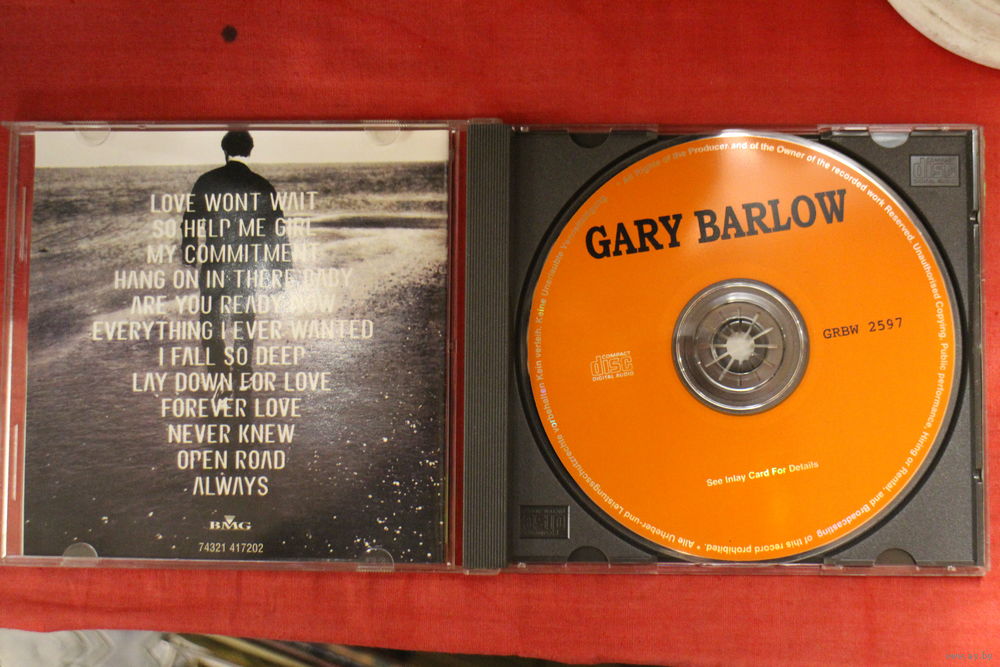 LOVE WONT WAIT
SO HELP ME GIRL
MY COMMITMENT
HANG ON IN THERE BABY
ARE YOU READY NOW
EVERYTHING I EVER WANTED
I FALL SO DEEP
LAY DOWN FOR LOVE
FOREVER LOVE
NEVER KNEW
OPEN ROAD
ALWAYS
BMG
74321 417202
GARY BARLOW
GRBW 2597
COMPACT
disc
DIGITAL AUDIO
See Inlay Card For Details
All Rights of the Producer and of the Owner of the recorded work Reserved. Unauthorised Copying, Public performance, Hiring or Rental, and Broadcasting of this record prohibited. * Alle Urheber-und Leistungsschutzrechte vorbehalten Kein verleih. Keine Unerlaubte
disc